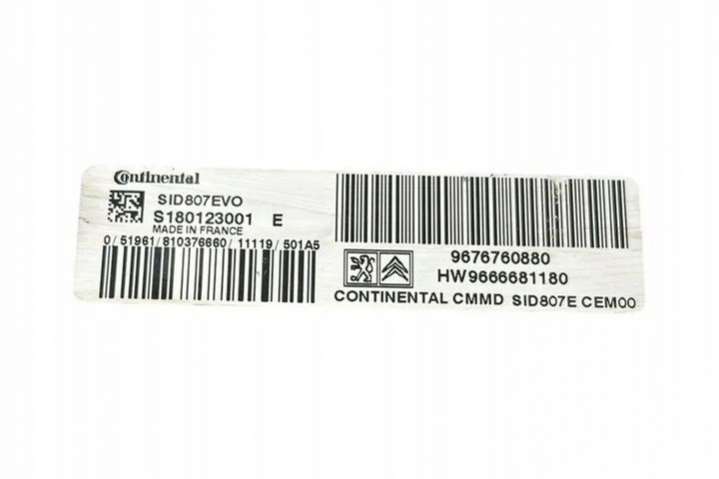 Continental
SID807EVO
S180123001 E
MADE IN FRANCE
0/51961/810376660/11119/501A5
9676760880
HW9666681180
CONTINENTAL CMMD SID807E CEM00